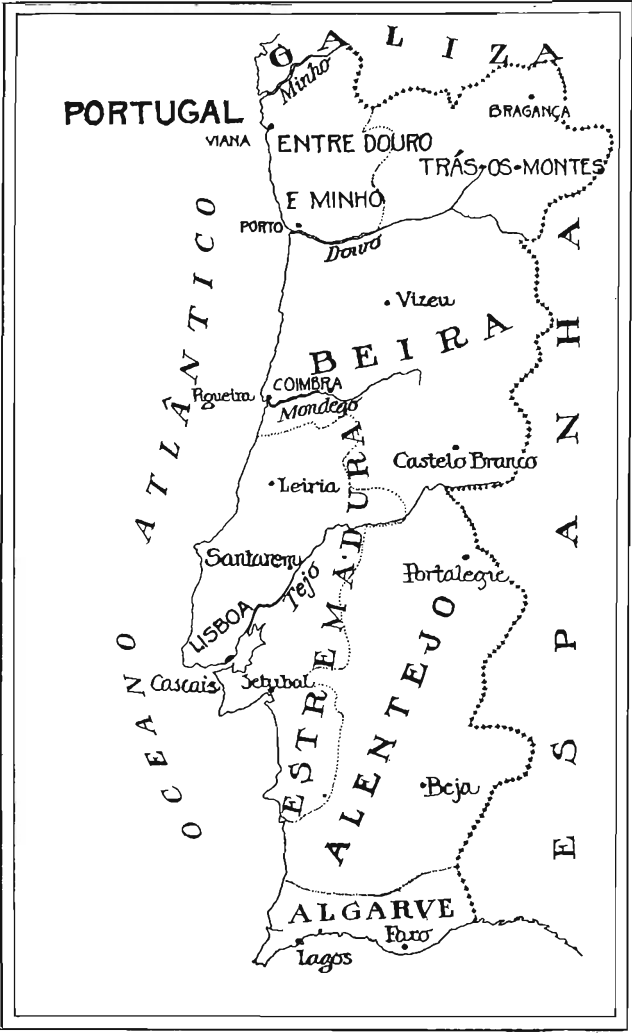 GALIZA
Minho
PORTUGAL
BRAGANÇA
VIANA
ENTRE DOURO
TRÁS-OS-MONTES
E MINHO
PORTO
Douro
Vizeu
BEIRA
COIMBRA
Figueira
Mondego
Castelo Branco
Leiria
Santarem
Tejo
Portalegre
LISBOA
Cascais
Setubal
ESTREMADURA
ALENTEJO
Beja
ALGARVE
Faro
Lagos
OCEANO ATLÂNTICO
ESPANHA